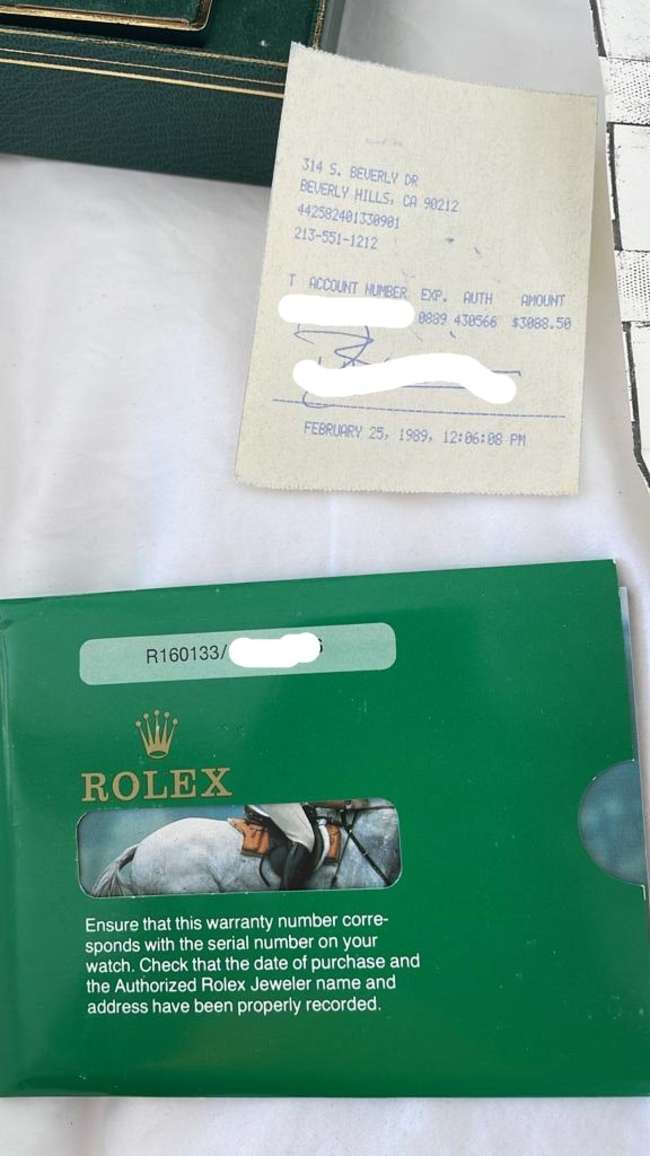 314 S. BEVERLY DR
BEVERLY HILLS, CA 90212
442582401330901
213-551-1212
T ACCOUNT NUMBER EXP. AUTH AMOUNT
0889 430566 $3088.50
FEBRUARY 25, 1989, 12:06:08 PM
R160133/
ROLEX
Ensure that this warranty number corre-
sponds with the serial number on your
watch. Check that the date of purchase and
the Authorized Rolex Jeweler name and
address have been properly recorded.